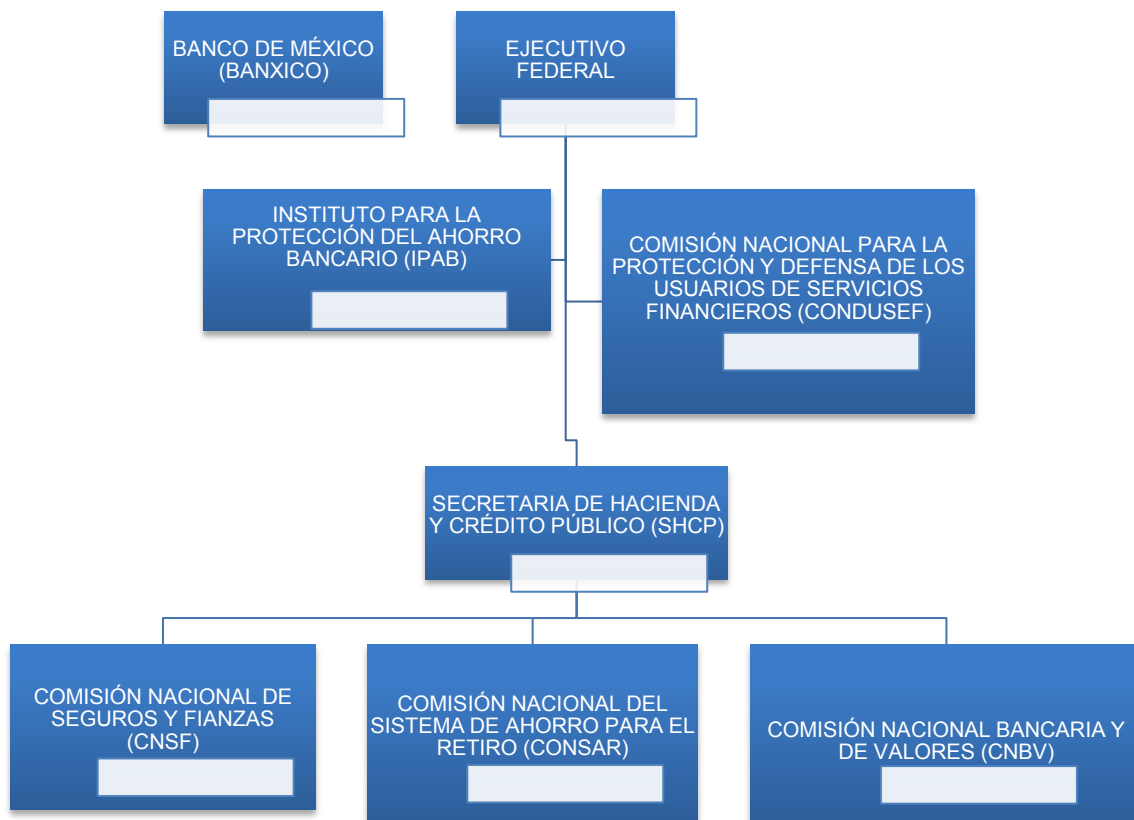 BANCO DE MÉXICO
(BANXICO)
EJECUTIVO
FEDERAL
INSTITUTO PARA LA
PROTECCIÓN DEL AHORRO
BANCARIO (IPAB)
COMISIÓN NACIONAL PARA LA
PROTECCIÓN Y DEFENSA DE LOS
USUARIOS DE SERVICIOS
FINANCIEROS (CONDUSEF)
SECRETARIA DE HACIENDA
Y CRÉDITO PÚBLICO (SHCP)
COMISIÓN NACIONAL DE
SEGUROS Y FIANZAS
(CNSF)
COMISIÓN NACIONAL DEL
SISTEMA DE AHORRO PARA EL
RETIRO (CONSAR)
COMISIÓN NACIONAL BANCARIA Y
DE VALORES (CNBV)